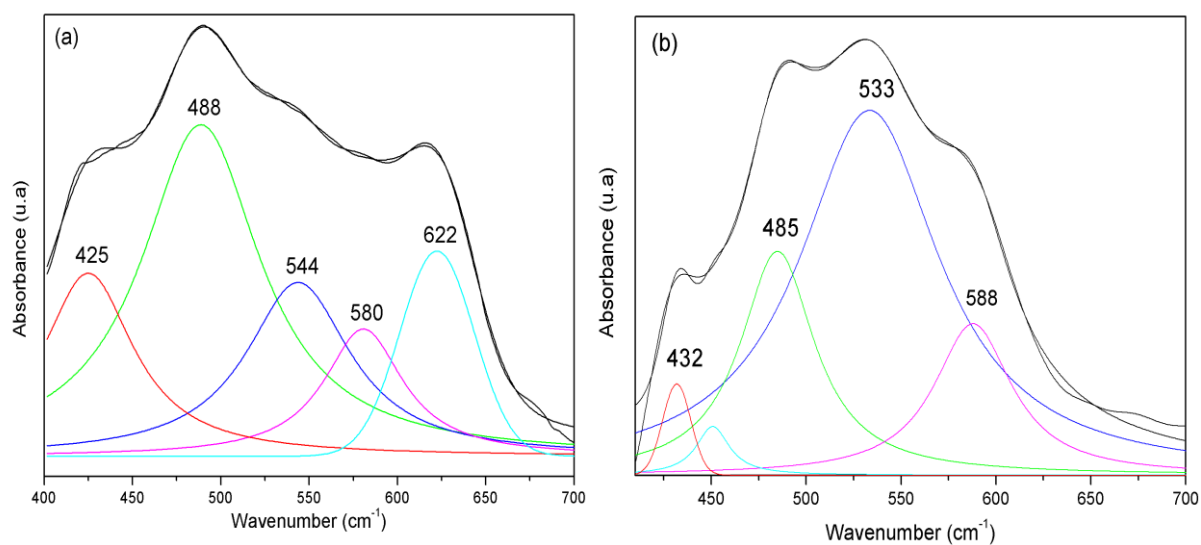 (a)
488
425
544
580
622
Absorbance (u.a)
400 450 500 550 600 650 700
Wavenumber (cm⁻¹)
(b)
533
485
588
432
Absorbance (u.a)
450 500 550 600 650 700
Wavenumber (cm⁻¹)